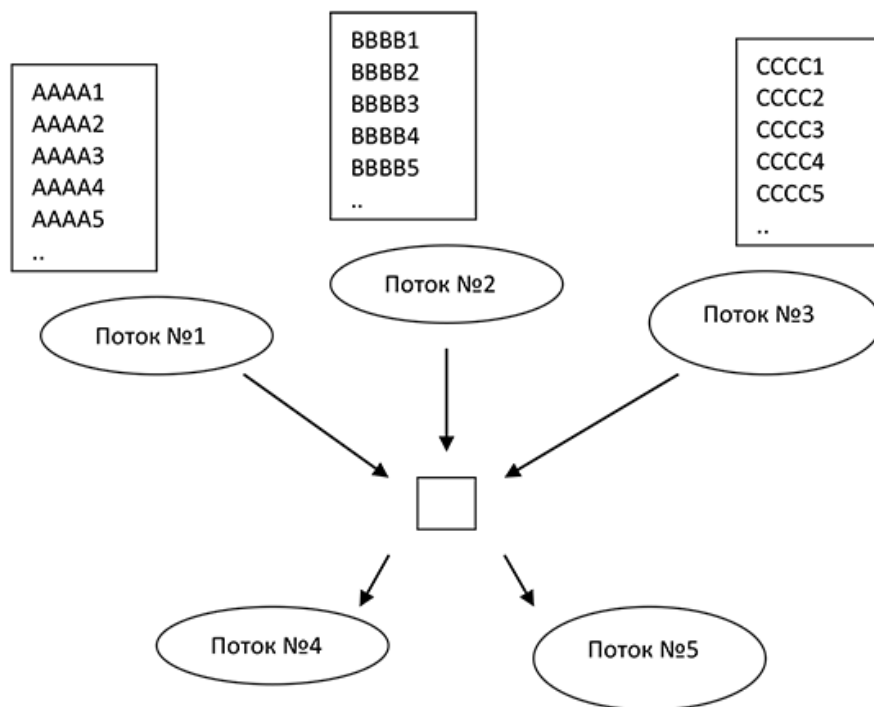 AAAA1
AAAA2
AAAA3
AAAA4
AAAA5
..
BBBB1
BBBB2
BBBB3
BBBB4
BBBB5
..
CCCC1
CCCC2
CCCC3
CCCC4
CCCC5
..
Поток №1
Поток №2
Поток №3
Поток №4
Поток №5